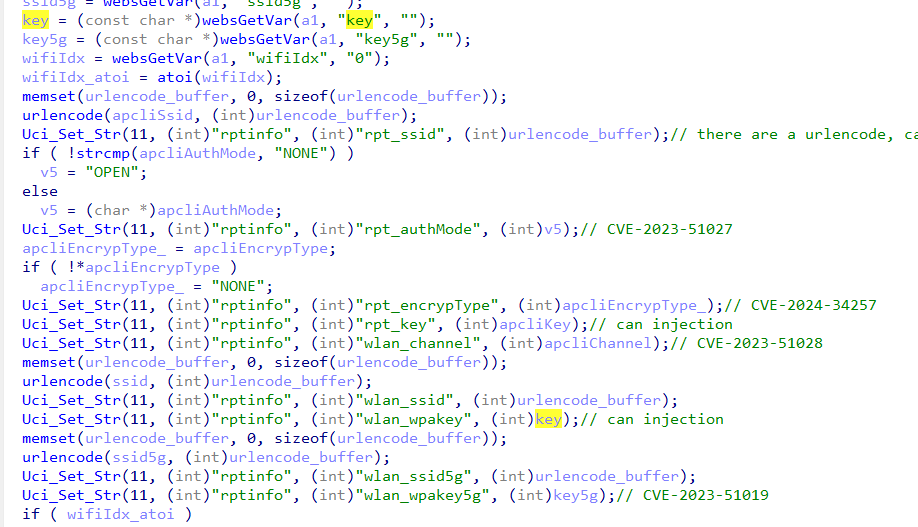 ssid5g = websGetVar(a1, "ssid5g", "");
key = (const char *)websGetVar(a1, "key", "");
key5g = (const char *)websGetVar(a1, "key5g", "");
wifiIdx = websGetVar(a1, "wifiIdx", "0");
wifiIdx_atoi = atoi(wifiIdx);
memset(urlencode_buffer, 0, sizeof(urlencode_buffer));
urlencode(apcliSsid, (int)urlencode_buffer);
Uci_Set_Str(11, (int)"rptinfo", (int)"rpt_ssid", (int)urlencode_buffer);// there are a urlencode, ca
if ( !strcmp(apcliAuthMode, "NONE") )
v5 = "OPEN";
else
v5 = (char *)apcliAuthMode;
Uci_Set_Str(11, (int)"rptinfo", (int)"rpt_authMode", (int)v5);// CVE-2023-51027
apcliEncrypType_ = apcliEncrypType;
if ( !*apcliEncrypType )
apcliEncrypType_ = "NONE";
Uci_Set_Str(11, (int)"rptinfo", (int)"rpt_encrypType", (int)apcliEncrypType_);// CVE-2024-34257
Uci_Set_Str(11, (int)"rptinfo", (int)"rpt_key", (int)apcliKey);// can injection
Uci_Set_Str(11, (int)"rptinfo", (int)"wlan_channel", (int)apcliChannel);// CVE-2023-51028
memset(urlencode_buffer, 0, sizeof(urlencode_buffer));
urlencode(ssid, (int)urlencode_buffer);
Uci_Set_Str(11, (int)"rptinfo", (int)"wlan_ssid", (int)urlencode_buffer);
Uci_Set_Str(11, (int)"rptinfo", (int)"wlan_wpakey", (int)key);// can injection
memset(urlencode_buffer, 0, sizeof(urlencode_buffer));
urlencode(ssid5g, (int)urlencode_buffer);
Uci_Set_Str(11, (int)"rptinfo", (int)"wlan_ssid5g", (int)urlencode_buffer);
Uci_Set_Str(11, (int)"rptinfo", (int)"wlan_wpakey5g", (int)key5g);// CVE-2023-51019
if ( wifiIdx_atoi )